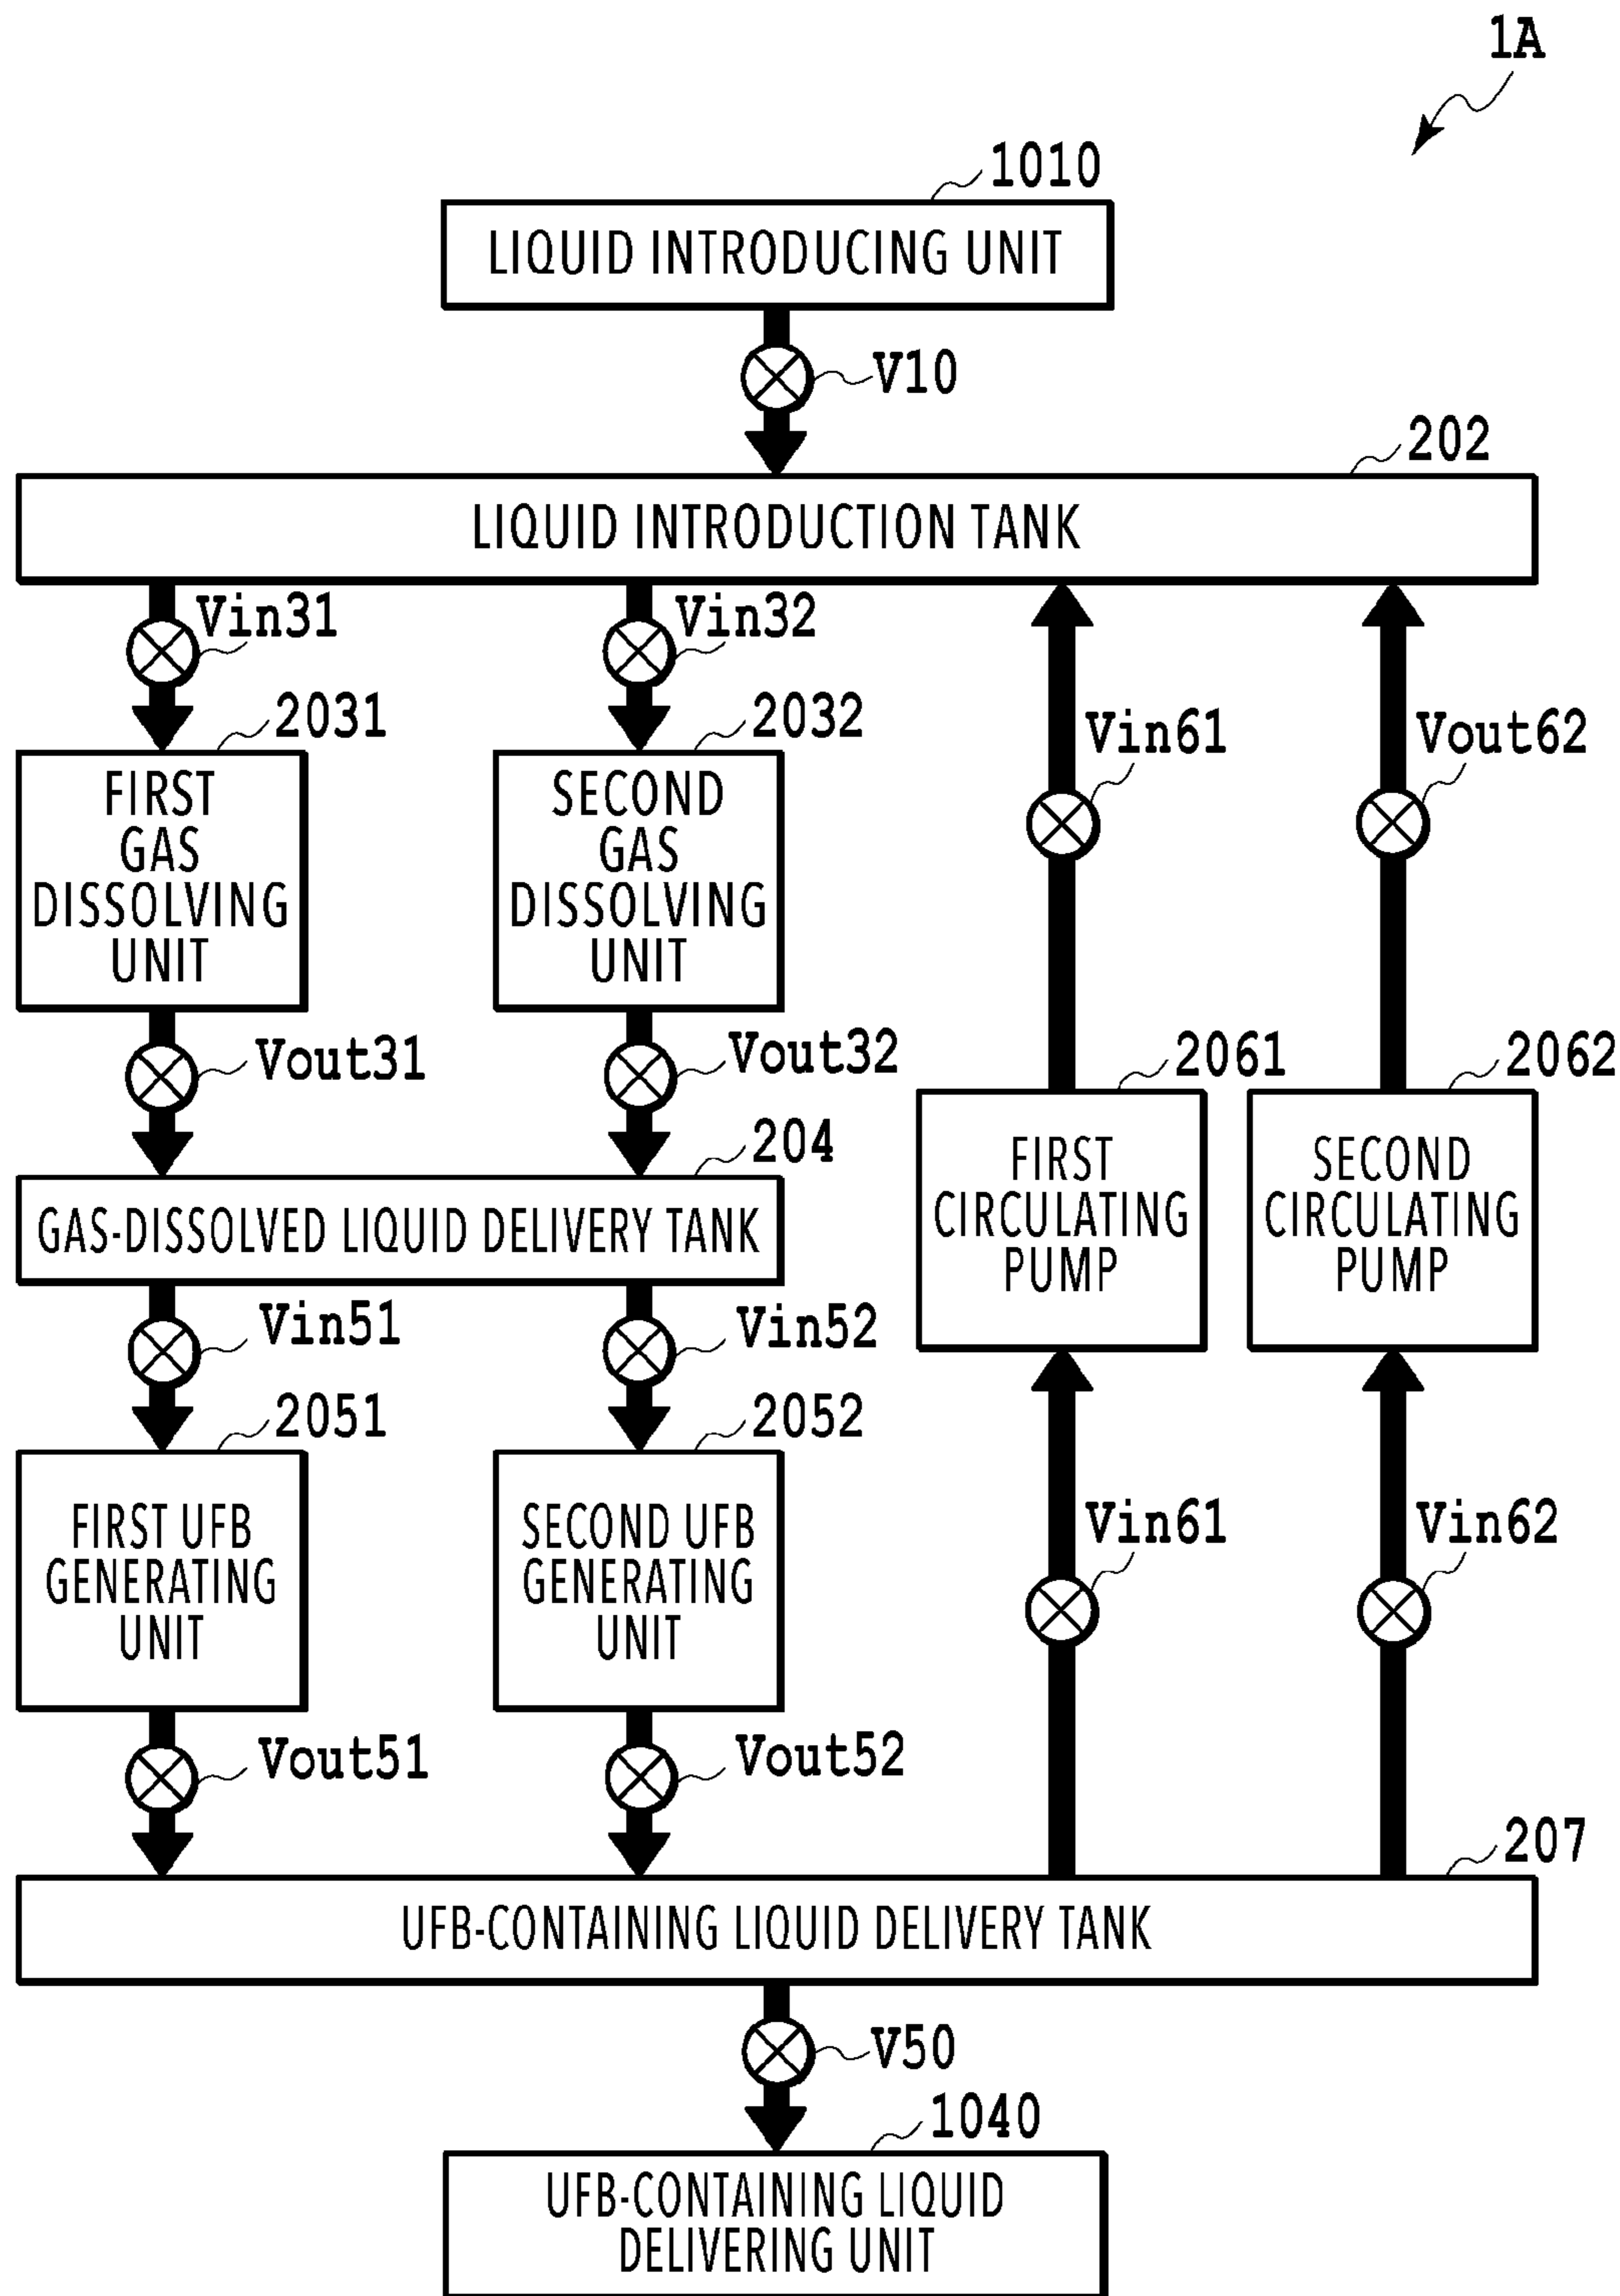 1A
1010
LIQUID INTRODUCING UNIT
V10
202
LIQUID INTRODUCTION TANK
Vin31
Vin32
2031
2032
Vin61
Vout62
FIRST
GAS
DISSOLVING
UNIT
SECOND
GAS
DISSOLVING
UNIT
Vout31
Vout32
2061
2062
204
GAS-DISSOLVED LIQUID DELIVERY TANK
FIRST
CIRCULATING
PUMP
SECOND
CIRCULATING
PUMP
Vin51
Vin52
2051
2052
FIRST UFB
GENERATING
UNIT
SECOND UFB
GENERATING
UNIT
Vin61
Vin62
Vout51
Vout52
207
UFB-CONTAINING LIQUID DELIVERY TANK
V50
1040
UFB-CONTAINING LIQUID
DELIVERING UNIT